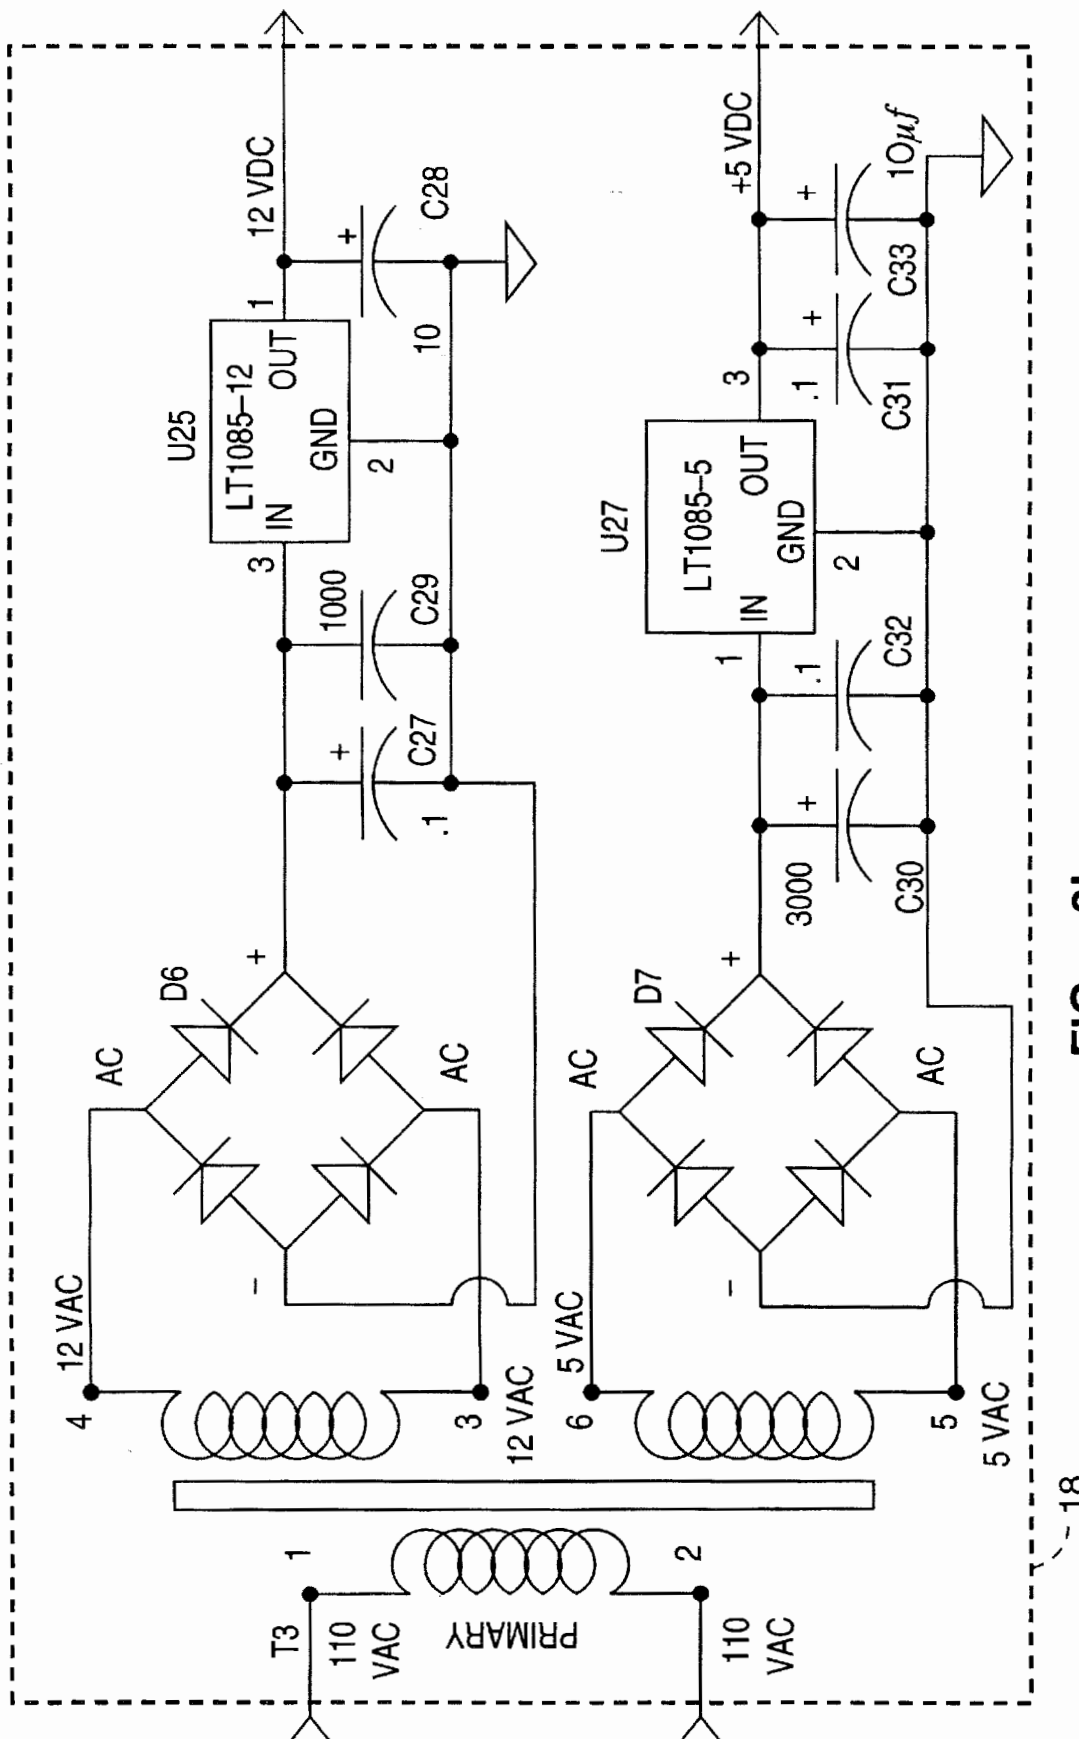 T3
110
VAC
1
PRIMARY
2
110
VAC
4
12 VAC
3
12 VAC
AC
D6
+
-
AC
+
C27
.1
1000
C29
3
U25
LT1085-12
IN
OUT
GND
1
2
12 VDC
+
10
C28
6
5 VAC
5
5 VAC
AC
D7
+
-
AC
3000
+
C30
.1
C32
1
U27
LT1085-5
IN
OUT
GND
3
2
+5 VDC
+
.1
C31
+
C33
10μf
18